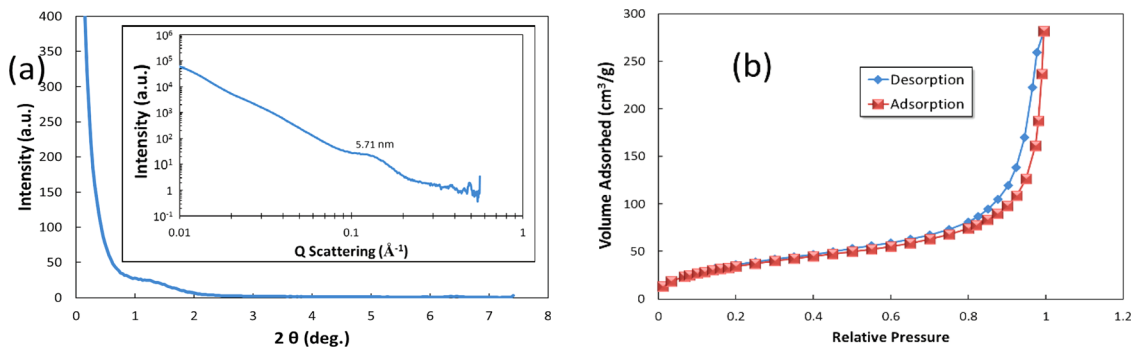 (a)
400
350
300
250
200
150
100
50
0
Intensity (a.u.)
0 1 2 3 4 5 6 7 8
2 θ (deg.)
10⁶
10⁵
10⁴
10³
10²
10¹
1
10⁻¹
Intensity (a.u.)
5.71 nm
0.01 0.1 1
Q Scattering (Å⁻¹)
(b)
300
250
200
150
100
50
0
Volume Adsorbed (cm³/g)
Desorption
Adsorption
0 0.2 0.4 0.6 0.8 1 1.2
Relative Pressure